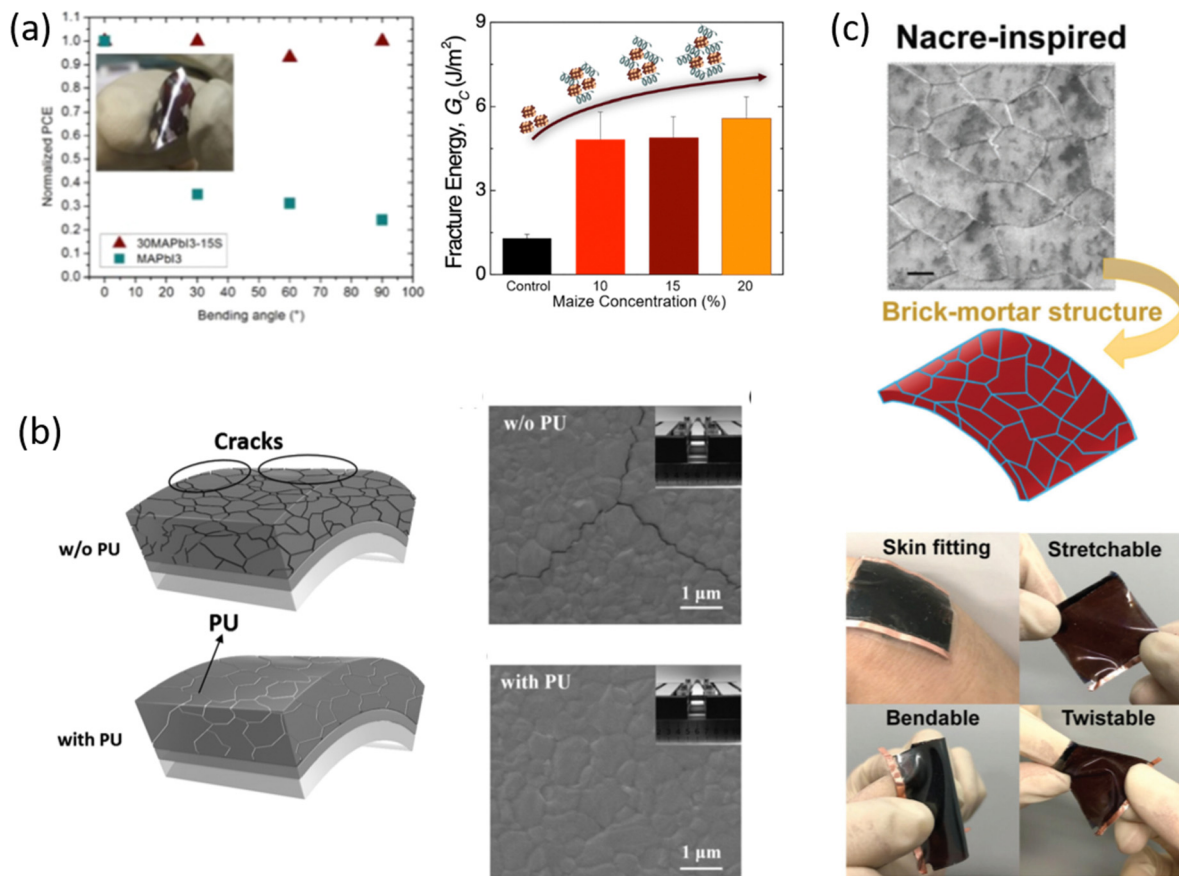 (a)
1.1
1.0
0.9
0.8
0.7
0.6
0.5
0.4
0.3
0.2
0.1
0.0
Normalized PCE
30MAPbI3-15S
MAPbI3
0 10 20 30 40 50 60 70 80 90 100
Bending angle (°)
9
6
3
0
Fracture Energy, GC (J/m²)
Control 10 15 20
Maize Concentration (%)
(b)
Cracks
w/o PU
PU
with PU
w/o PU
1 µm
with PU
1 µm
(c)
Nacre-inspired
Brick-mortar structure
Skin fitting
Stretchable
Bendable
Twistable